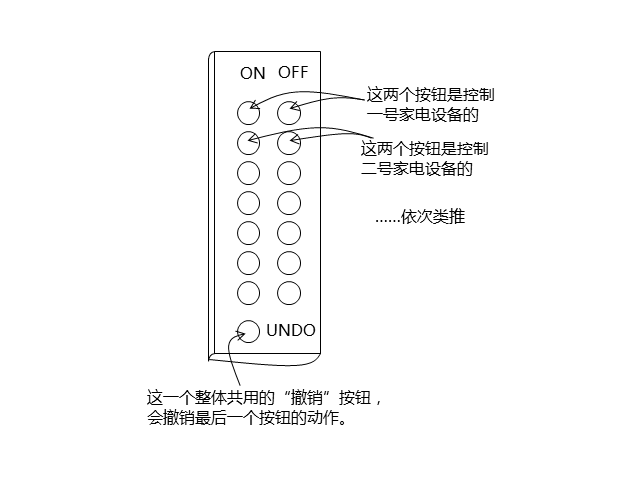 ON OFF
这两个按钮是控制
一号家电设备的
这两个按钮是控制
二号家电设备的
......依次类推
UNDO
这一个整体共用的“撤销”按钮，
会撤销最后一个按钮的动作。